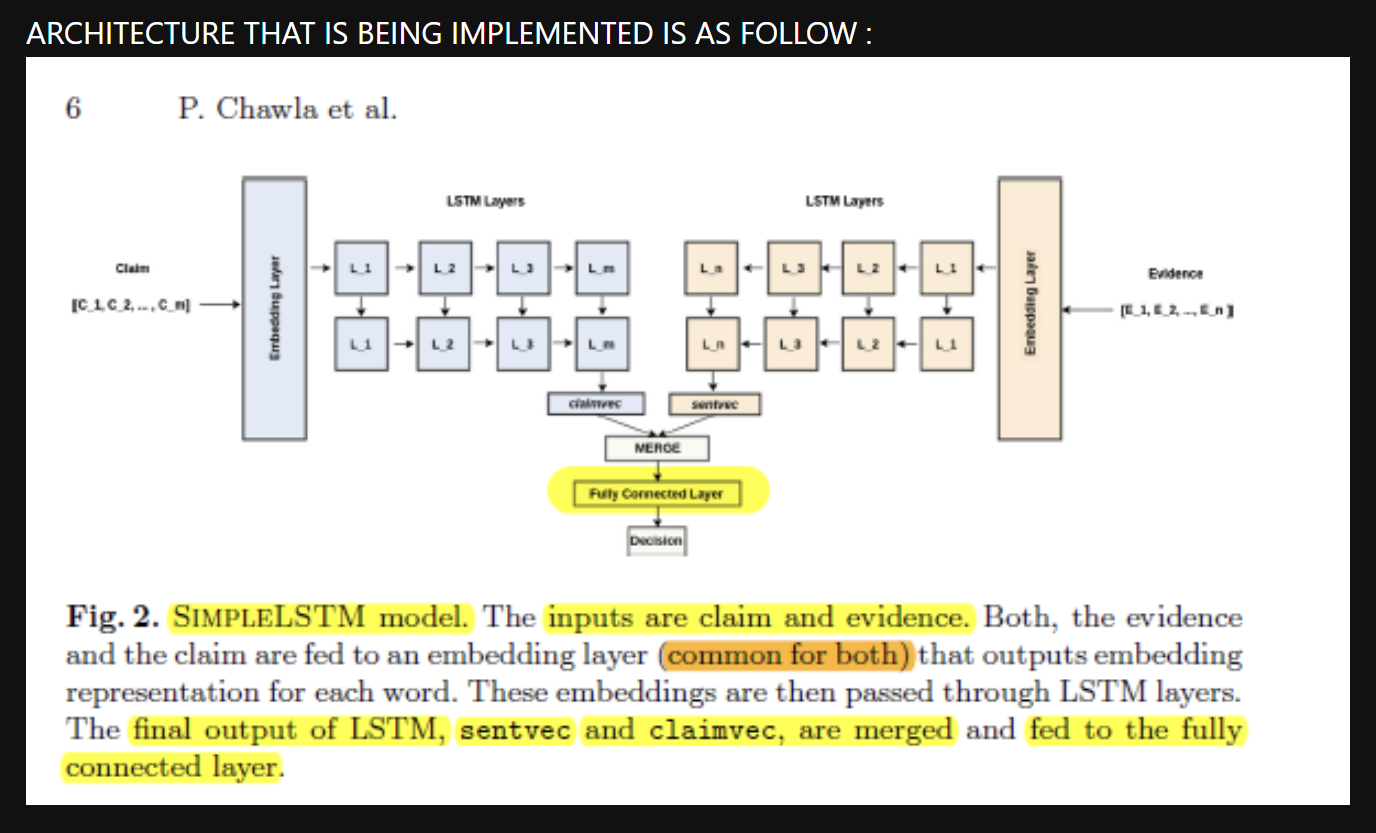 ARCHITECTURE THAT IS BEING IMPLEMENTED IS AS FOLLOW :
6 P. Chawla et al.
LSTM Layers LSTM Layers
Claim
[[C_1, C_2, ... , C_m]
Embedding Layer
L_1 L_2 L_3 L_m
L_1 L_2 L_3 L_m
L_n L_3 L_2 L_1
L_n L_3 L_2 L_1
Embedding Layer
Evidence
[E_1, E_2, ..., E_n ]]
claimvec sentvec
MERGE
Fully Connected Layer
Decision
Fig. 2. SIMPLELSTM model. The inputs are claim and evidence. Both, the evidence
and the claim are fed to an embedding layer (common for both) that outputs embedding
representation for each word. These embeddings are then passed through LSTM layers.
The final output of LSTM, sentvec and claimvec, are merged and fed to the fully
connected layer.